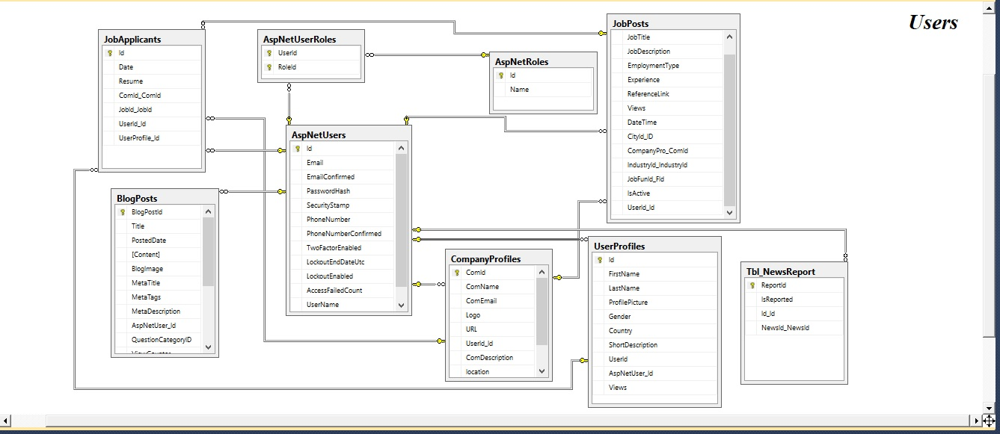 Users
JobApplicants
Id
Date
Resume
ComId_ComId
JobId_JobId
UserId_Id
UserProfile_Id
AspNetUserRoles
UserId
RoleId
AspNetRoles
Id
Name
JobPosts
JobTitle
JobDescription
EmploymentType
Experience
ReferenceLink
Views
DateTime
CityId_ID
CompanyPro_ComId
IndustryId_IndustryId
JobFunId_FId
IsActive
UserId_Id
AspNetUsers
Id
Email
EmailConfirmed
PasswordHash
SecurityStamp
PhoneNumber
PhoneNumberConfirmed
TwoFactorEnabled
LockoutEndDateUtc
LockoutEnabled
AccessFailedCount
UserName
BlogPosts
BlogPostId
Title
PostedDate
[Content]
BlogImage
MetaTitle
MetaTags
MetaDescription
AspNetUser_Id
QuestionCategoryID
CompanyProfiles
ComId
ComName
ComEmail
Logo
URL
UserId_Id
ComDescription
location
UserProfiles
Id
FirstName
LastName
ProfilePicture
Gender
Country
ShortDescription
UserId
AspNetUser_Id
Views
Tbl_NewsReport
ReportId
IsReported
Id_Id
NewsId_NewsId